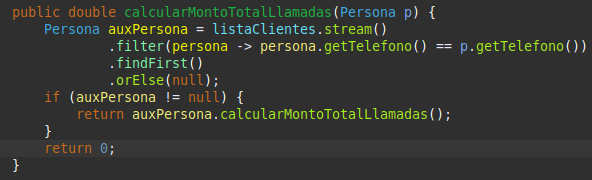 public double calcularMontoTotalLlamadas(Persona p) {
    Persona auxPersona = listaClientes.stream()
            .filter(persona -> persona.getTelefono() == p.getTelefono())
            .findFirst()
            .orElse(null);
    if (auxPersona != null) {
        return auxPersona.calcularMontoTotalLlamadas();
    }
    return 0;
}